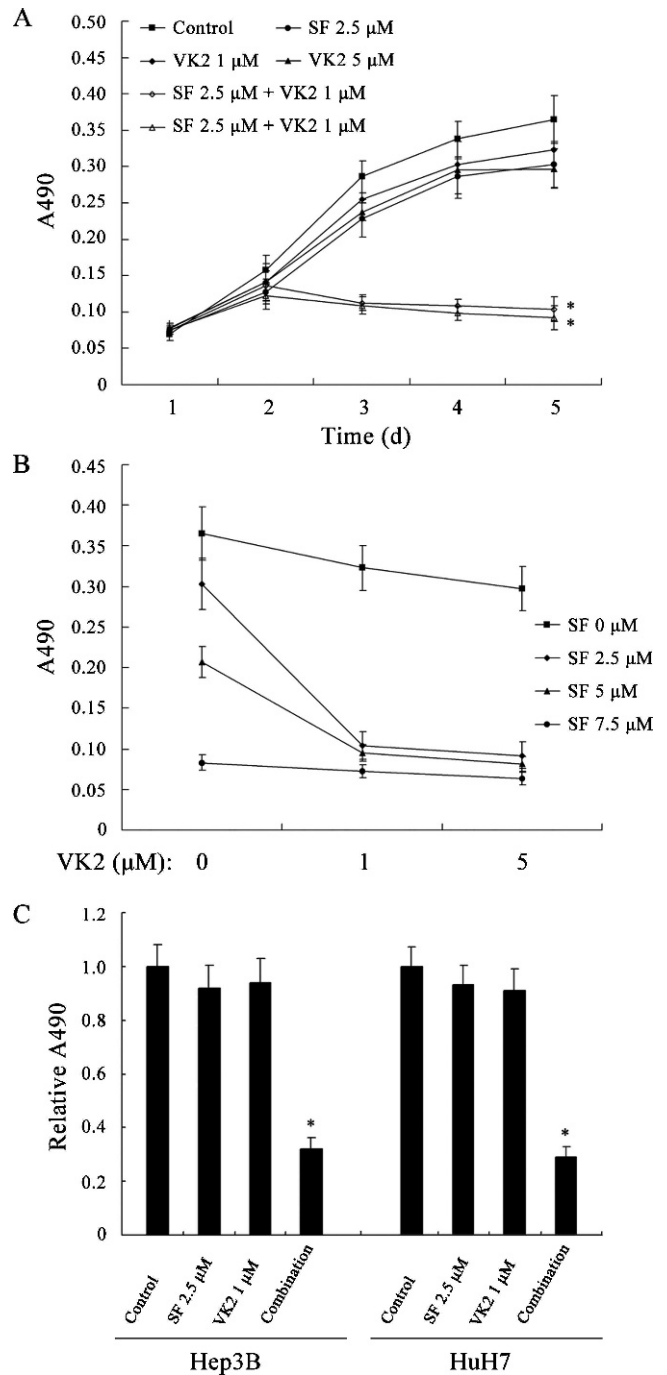 A
0.50
0.45
0.40
0.35
0.30
0.25
0.20
0.15
0.10
0.05
0
A490
Control
SF 2.5 µM
VK2 1 µM
VK2 5 µM
SF 2.5 µM + VK2 1 µM
SF 2.5 µM + VK2 1 µM
*
*
1 2 3 4 5
Time (d)
B
0.45
0.40
0.35
0.30
0.25
0.20
0.15
0.10
0.05
0
A490
SF 0 µM
SF 2.5 µM
SF 5 µM
SF 7.5 µM
VK2 (µM): 0 1 5
C
1.2
1.0
0.8
0.6
0.4
0.2
0
Relative A490
*
*
Control
SF 2.5 µM
VK2 1 µM
Combination
Control
SF 2.5 µM
VK2 1 µM
Combination
Hep3B
HuH7